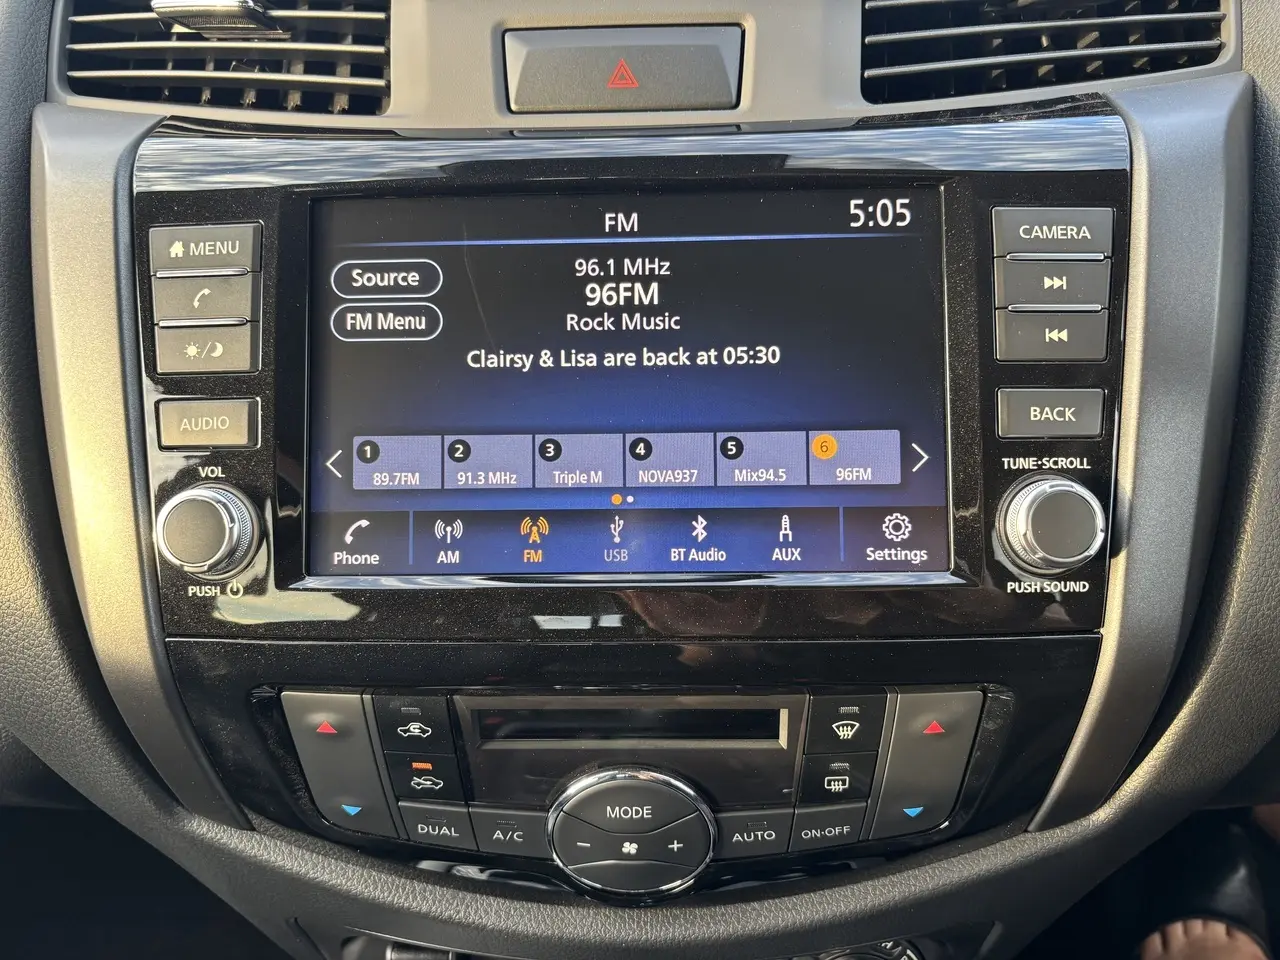 FM
5:05
MENU
CAMERA
Source
96.1 MHz
96FM
FM Menu
Rock Music
Clairsy & Lisa are back at 05:30
AUDIO
BACK
VOL
TUNE·SCROLL
1 89.7FM
2 91.3 MHz
3 Triple M
4 NOVA937
5 Mix94.5
6 96FM
Phone
AM
FM
USB
BT Audio
AUX
Settings
PUSH
PUSH SOUND
MODE
DUAL
A/C
AUTO
ON·OFF